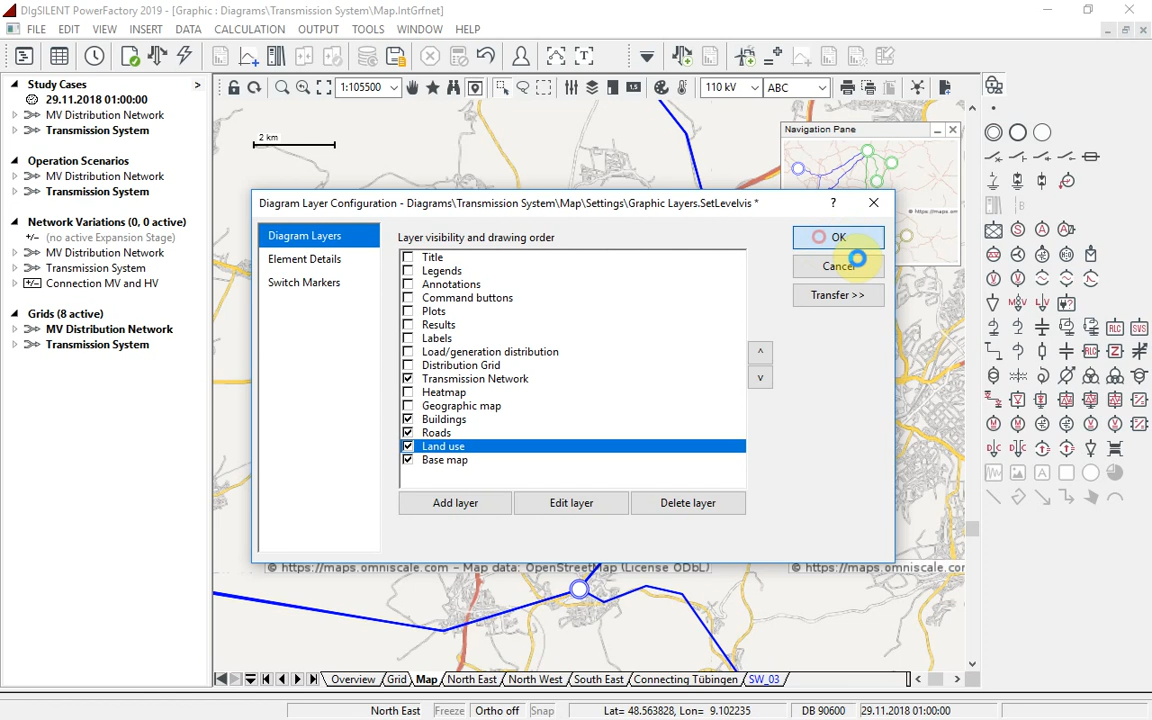 DIgSILENT PowerFactory 2019 - [Graphic : Diagrams\Transmission System\Map.IntGrfnet]
FILE EDIT VIEW INSERT DATA CALCULATION OUTPUT TOOLS WINDOW HELP
1:105500 110 kV ABC
Study Cases >
29.11.2018 01:00:00
MV Distribution Network
Transmission System
Operation Scenarios
MV Distribution Network
Transmission System
Network Variations (0, 0 active)
(no active Expansion Stage)
MV Distribution Network
Transmission System
Connection MV and HV
Grids (8 active)
MV Distribution Network
Transmission System
2 km
Navigation Pane
Diagram Layer Configuration - Diagrams\Transmission System\Map\Settings\Graphic Layers.SetLevelvis *
?
Diagram Layers
Element Details
Switch Markers
Layer visibility and drawing order
Title
Legends
Annotations
Command buttons
Plots
Results
Labels
Load/generation distribution
Distribution Grid
Transmission Network
Heatmap
Geographic map
Buildings
Roads
Land use
Base map
OK
Cancel
Transfer >>
Add layer Edit layer Delete layer
© https://maps.omniscale.com - Map data: OpenStreetMap (License ODbL)
© https://maps.omniscale.cor
Overview Grid Map North East North West South East Connecting Tübingen SW_03
North East Freeze Ortho off Snap Lat= 48.563828, Lon= 9.102235 DB 90600 29.11.2018 01:00:00